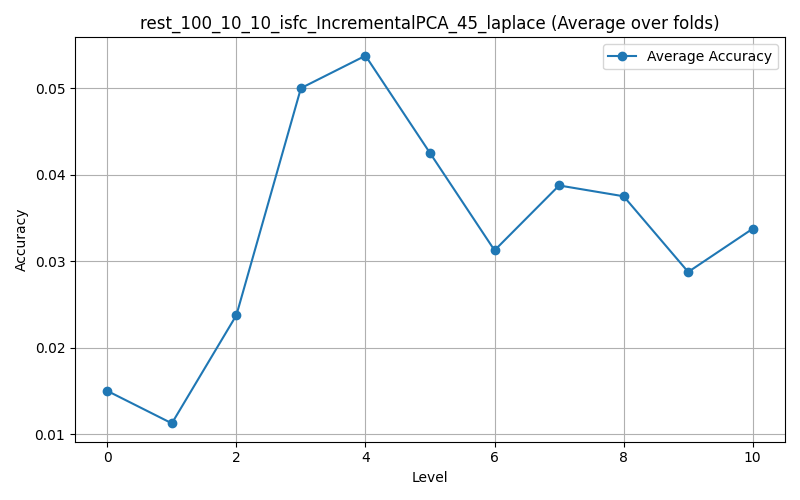 rest_100_10_10_isfc_IncrementalPCA_45_laplace (Average over folds)
Average Accuracy
0.05
0.04
0.03
0.02
0.01
Accuracy
0 2 4 6 8 10
Level